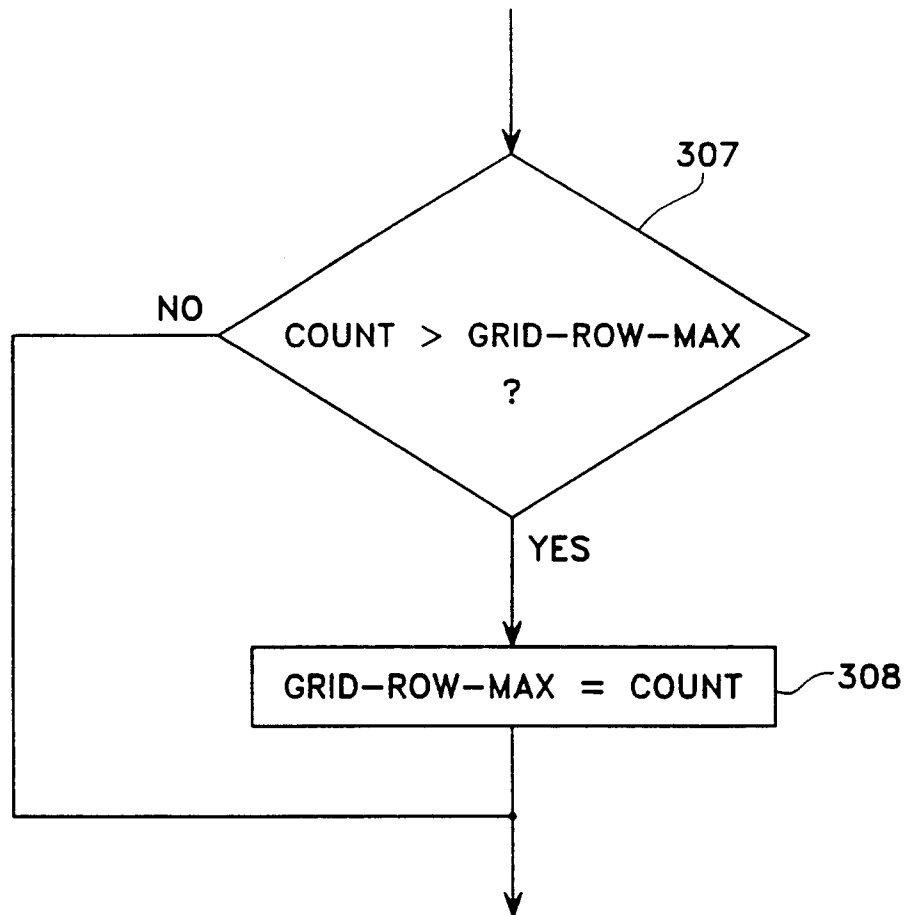 307
NO
COUNT > GRID-ROW-MAX
?
YES
GRID-ROW-MAX = COUNT
308